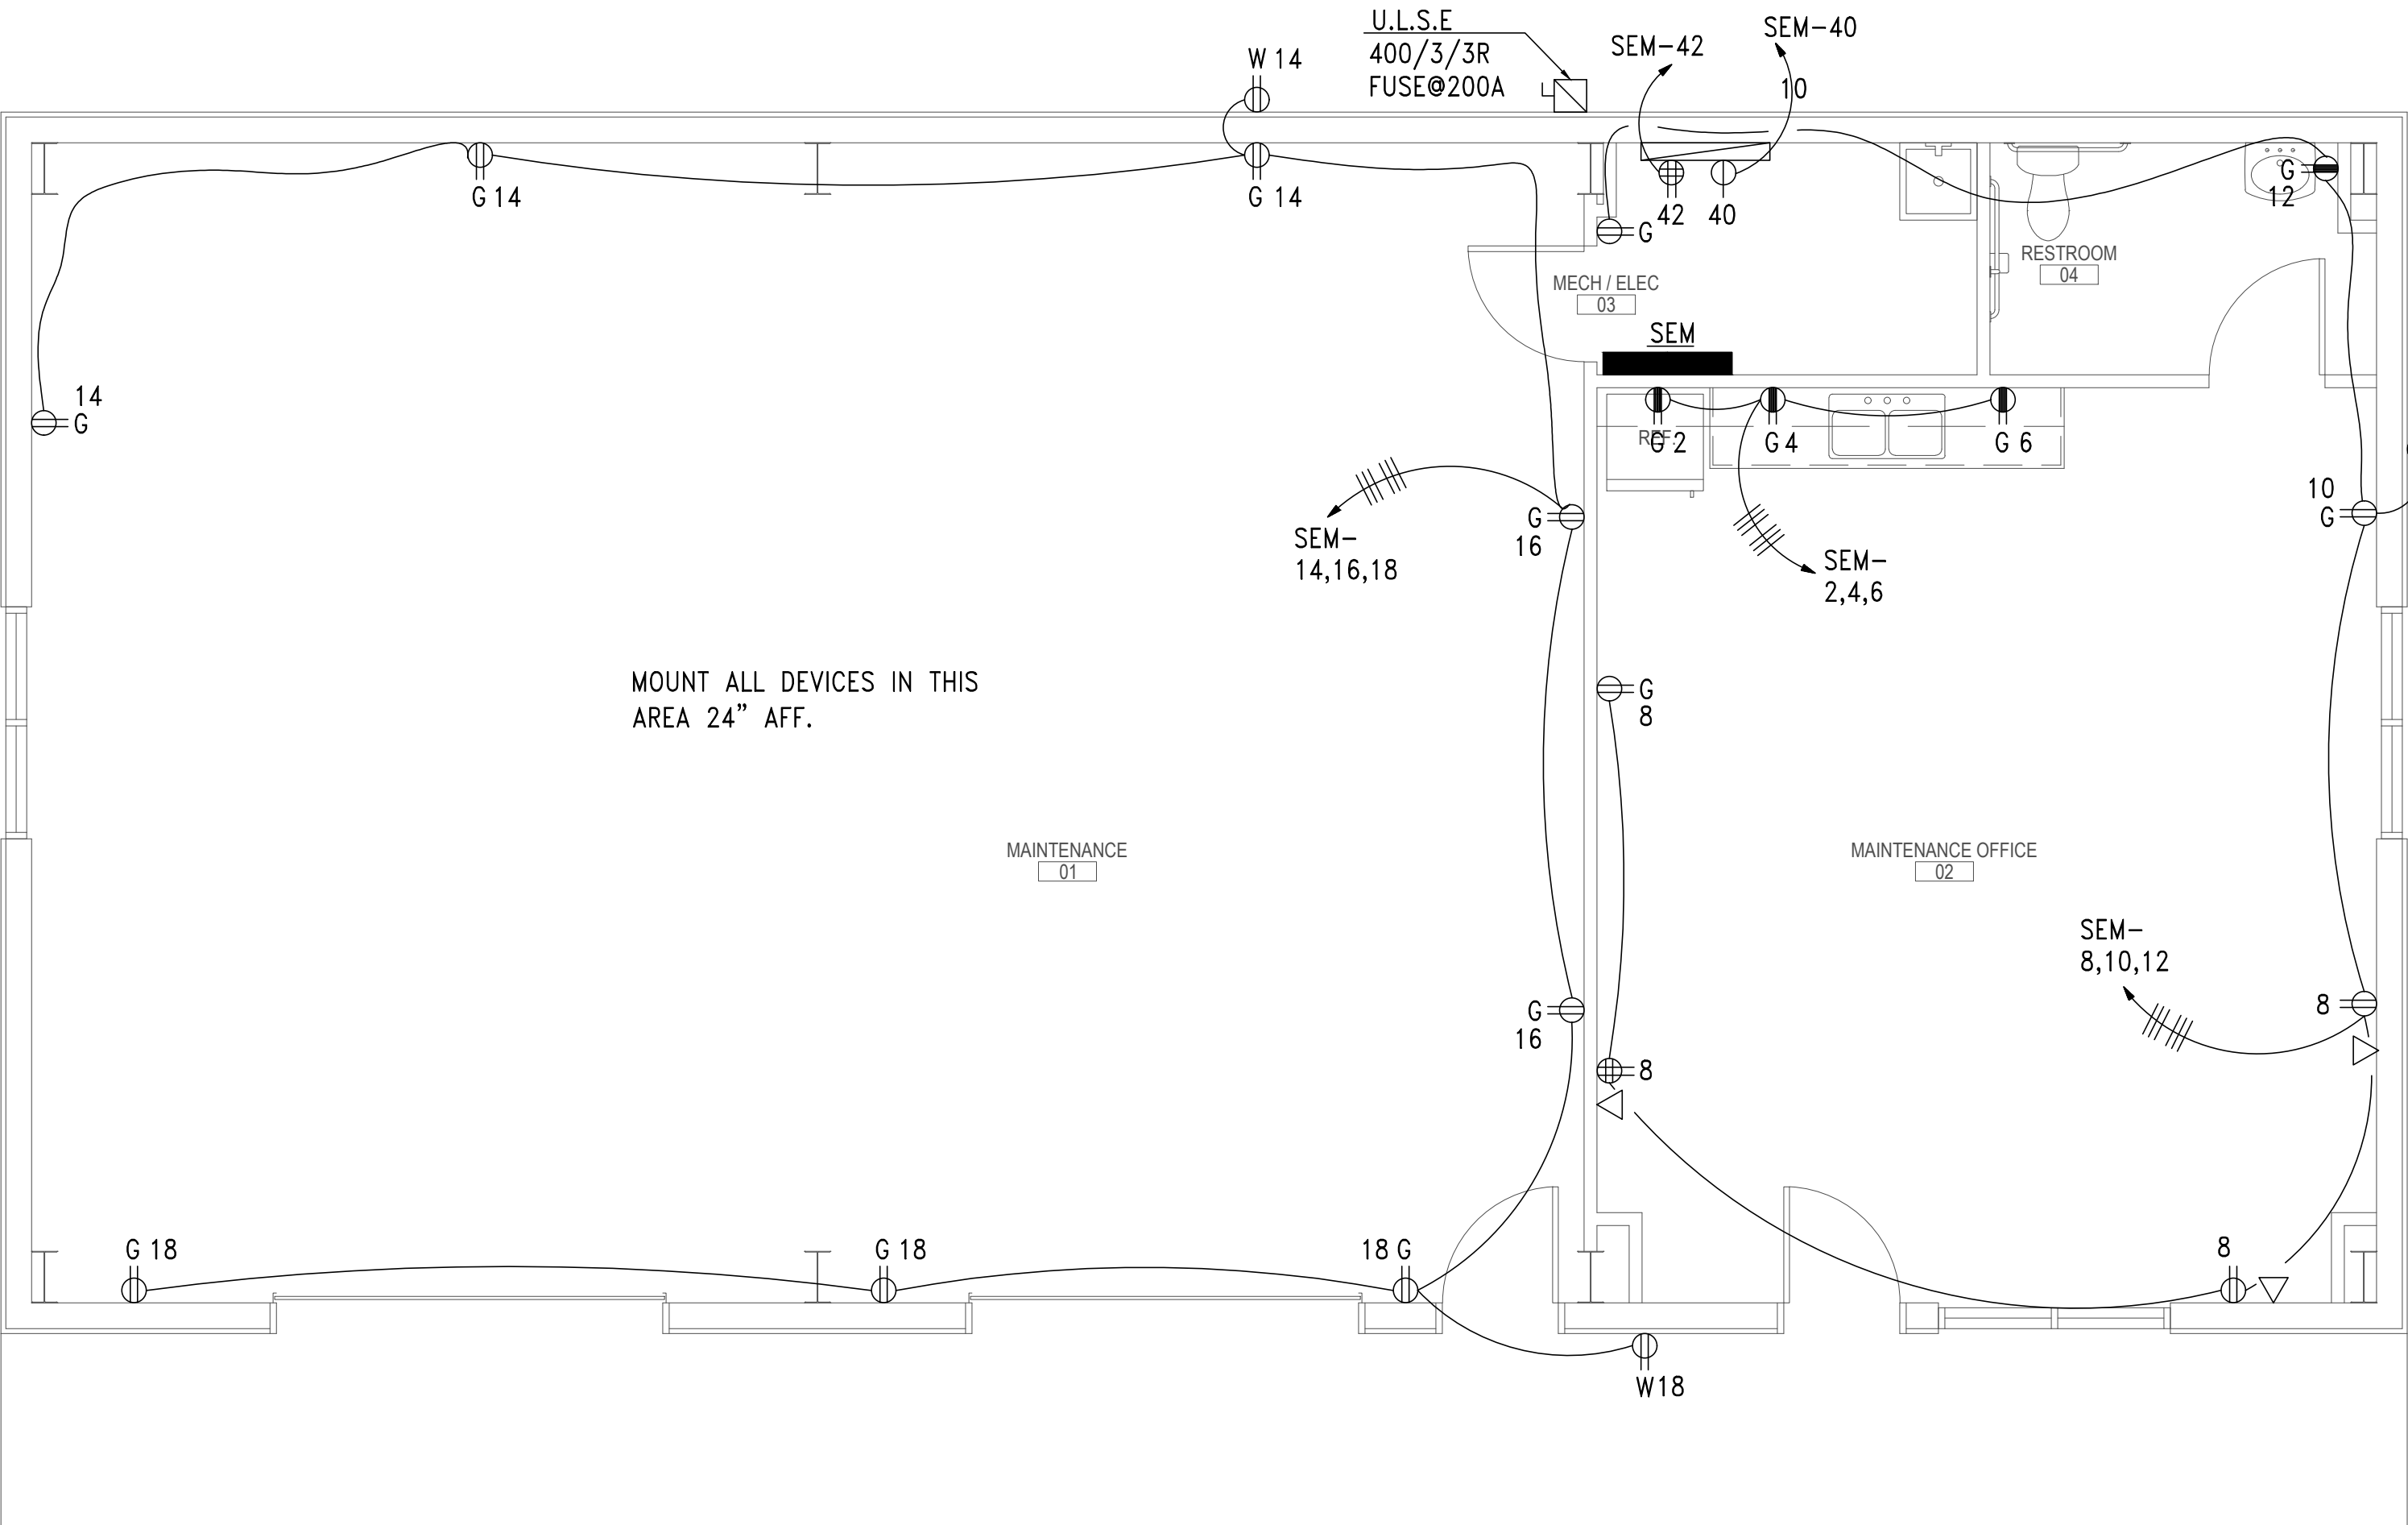 U.L.S.E
400/3/3R
FUSE@200A
SEM-42
SEM-40
10
W 14
G 14
G 14
42
40
G
G
12
RESTROOM
04
MECH / ELEC
03
SEM
14
G
REF.
G 2
G 4
G 6
10
G
G
16
SEM-
14,16,18
SEM-
2,4,6
MOUNT ALL DEVICES IN THIS
AREA 24” AFF.
G
8
MAINTENANCE
01
MAINTENANCE OFFICE
02
SEM-
8,10,12
8
G
16
8
G 18
G 18
18 G
8
W18